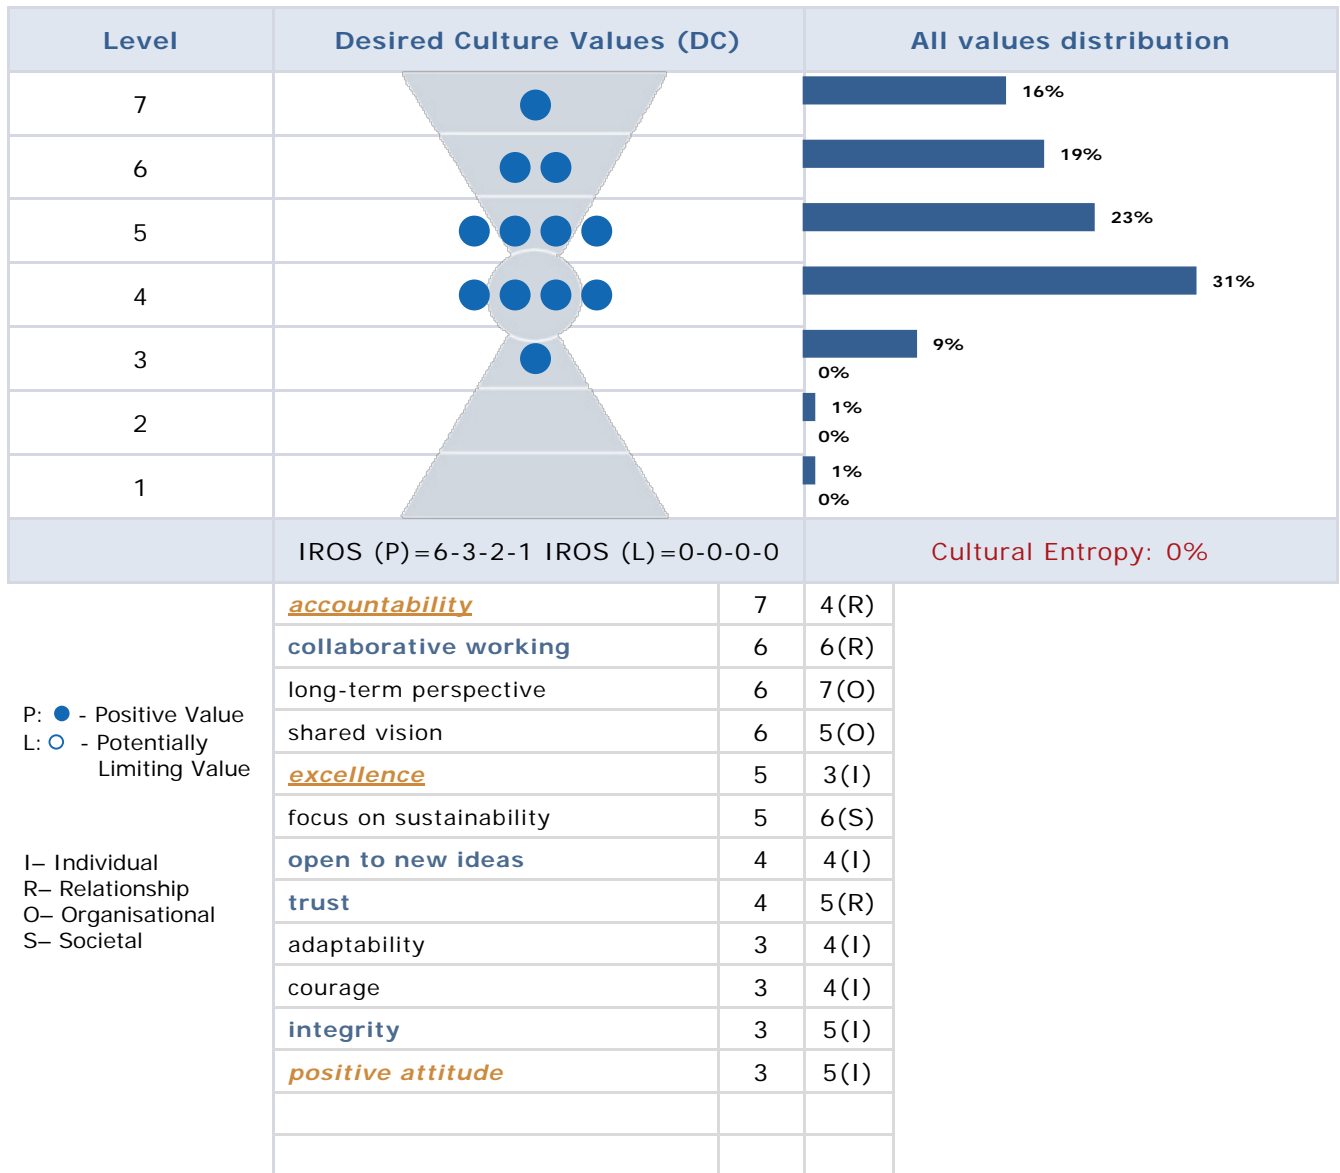 Level Desired Culture Values (DC) All values distribution
7 16%
6 19%
5 23%
4 31%
3 9%
0%
2 1%
0%
1 1%
0%
IROS (P)=6-3-2-1 IROS (L)=0-0-0-0 Cultural Entropy: 0%
accountability 7 4(R)
collaborative working 6 6(R)
long-term perspective 6 7(O)
shared vision 6 5(O)
excellence 5 3(I)
focus on sustainability 5 6(S)
open to new ideas 4 4(I)
trust 4 5(R)
adaptability 3 4(I)
courage 3 4(I)
integrity 3 5(I)
positive attitude 3 5(I)
P: - Positive Value
L: - Potentially
Limiting Value
I– Individual
R– Relationship
O– Organisational
S– Societal